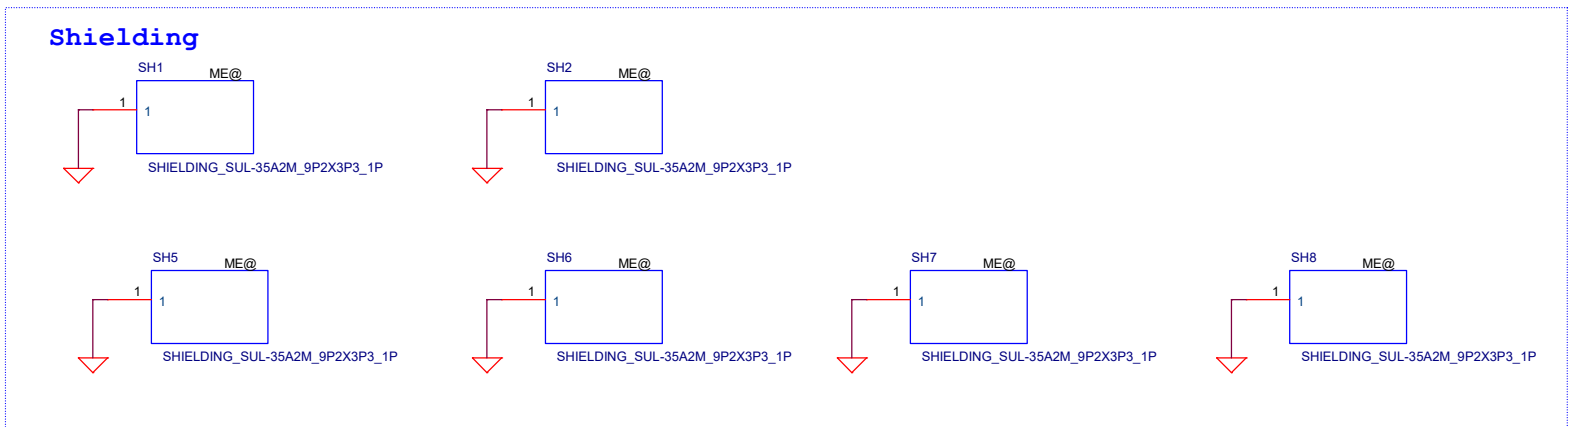 Shielding
SH1
ME@
1
1
SHIELDING_SUL-35A2M_9P2X3P3_1P
SH2
ME@
1
1
SHIELDING_SUL-35A2M_9P2X3P3_1P
SH5
ME@
1
1
SHIELDING_SUL-35A2M_9P2X3P3_1P
SH6
ME@
1
1
SHIELDING_SUL-35A2M_9P2X3P3_1P
SH7
ME@
1
1
SHIELDING_SUL-35A2M_9P2X3P3_1P
SH8
ME@
1
1
SHIELDING_SUL-35A2M_9P2X3P3_1P